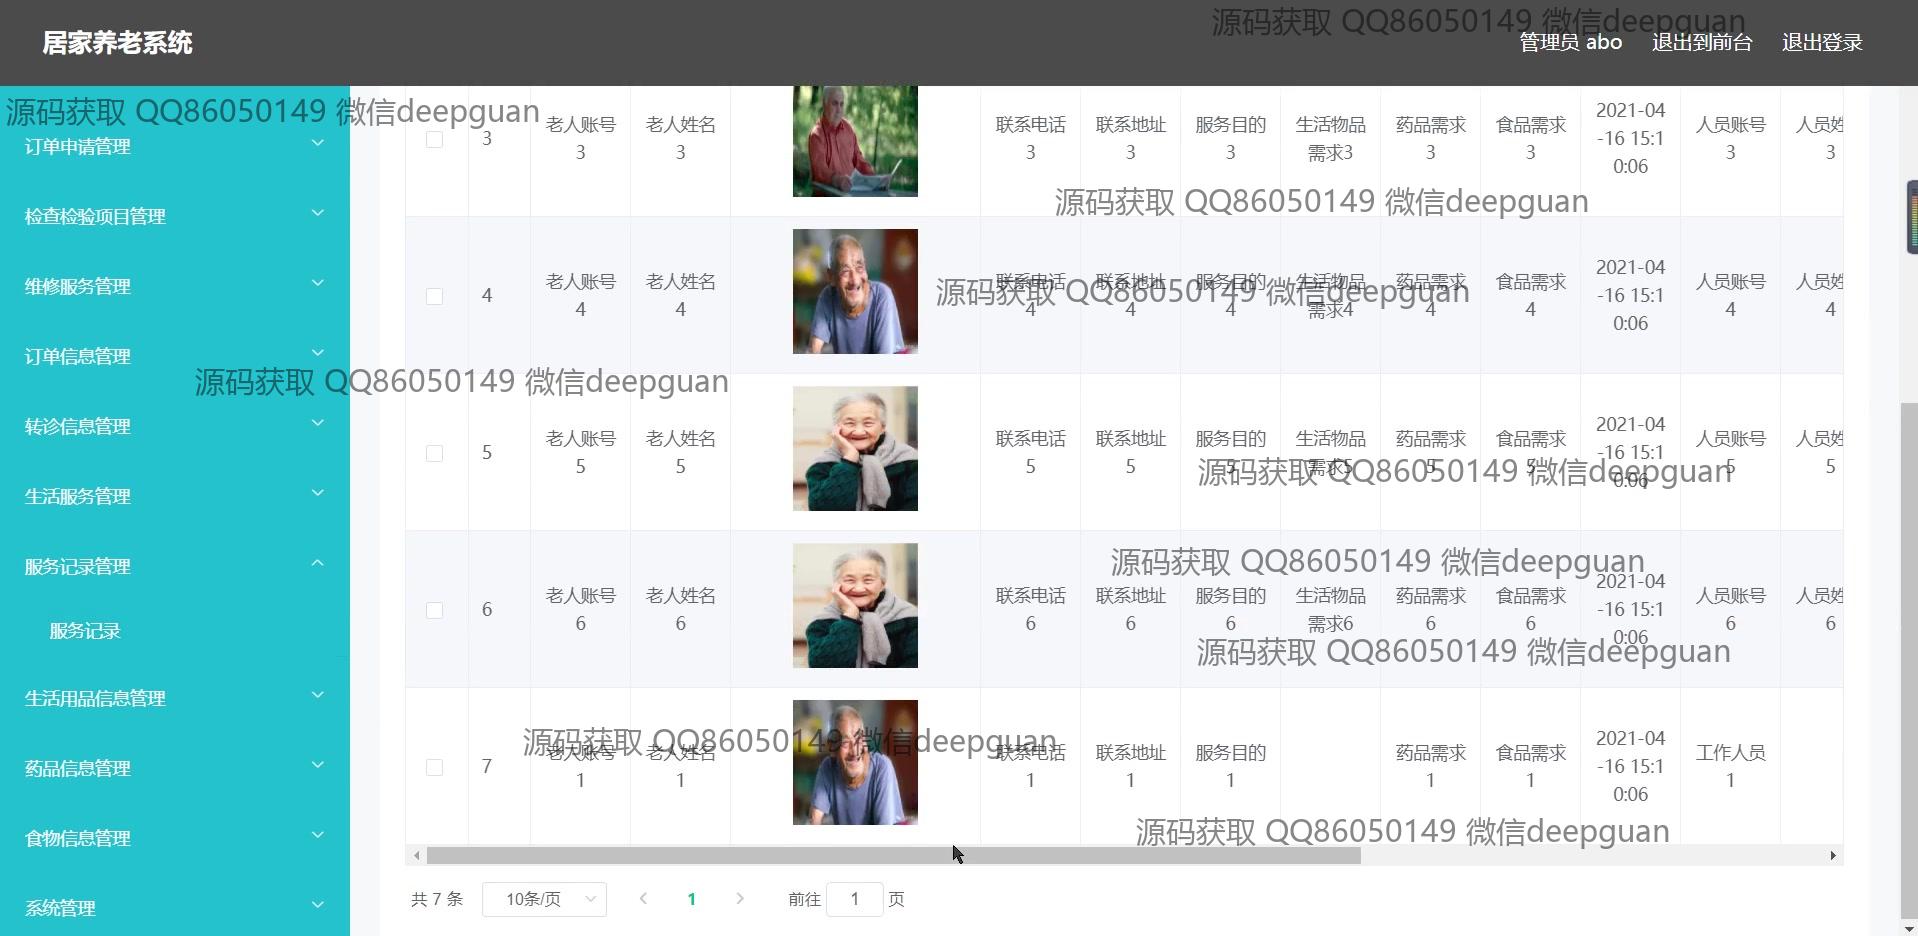 居家养老系统
管理员 abo 退出到前台 退出登录
源码获取 QQ86050149 微信deepguan
源码获取 QQ86050149 微信deepguan
订单申请管理
检查检验项目管理
维修服务管理
订单信息管理
转诊信息管理
生活服务管理
服务记录管理
服务记录
生活用品信息管理
药品信息管理
食物信息管理
系统管理
3 老人账号3 老人姓名3 联系电话3 联系地址3 服务目的3 生活物品需求3 药品需求3 食品需求3 2021-04-16 15:10:06 人员账号3 人员姓3
源码获取 QQ86050149 微信deepguan
4 老人账号4 老人姓名4 联系电话4 联系地址4 服务目的4 生活物品需求4 药品需求4 食品需求4 2021-04-16 15:10:06 人员账号4 人员姓4
源码获取 QQ86050149 微信deepguan
源码获取 QQ86050149 微信deepguan
5 老人账号5 老人姓名5 联系电话5 联系地址5 服务目的5 生活物品需求5 药品需求5 食品需求5 2021-04-16 15:10:06 人员账号5 人员姓5
源码获取 QQ86050149 微信deepguan
源码获取 QQ86050149 微信deepguan
6 老人账号6 老人姓名6 联系电话6 联系地址6 服务目的6 生活物品需求6 药品需求6 食品需求6 2021-04-16 15:10:06 人员账号6 人员姓6
源码获取 QQ86050149 微信deepguan
源码获取 QQ86050149 微信deepguan
7 老人账号1 老人姓名1 联系电话1 联系地址1 服务目的1 药品需求1 食品需求1 2021-04-16 15:10:06 工作人员1
源码获取 QQ86050149 微信deepguan
共 7 条 10条/页 1 前往 1 页